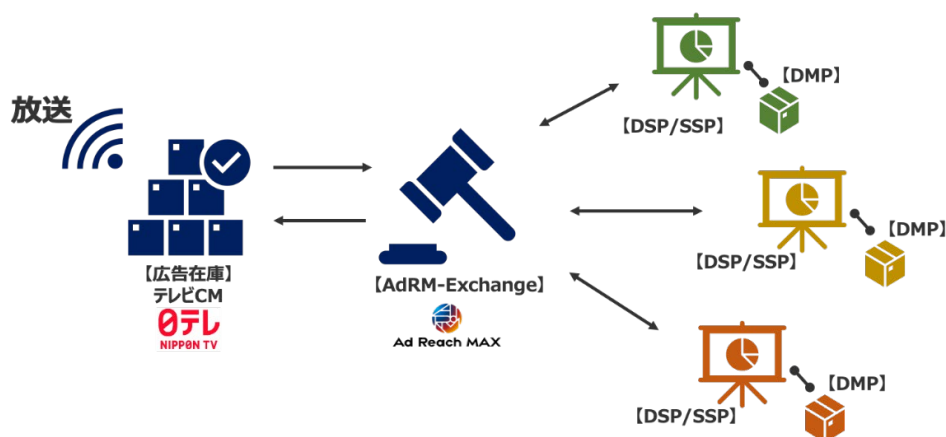 放送
【広告在庫】
テレビCM
日テレ
NIPPON TV
【AdRM-Exchange】
Ad Reach MAX
【DMP】
【DSP/SSP】
【DMP】
【DSP/SSP】
【DMP】
【DSP/SSP】